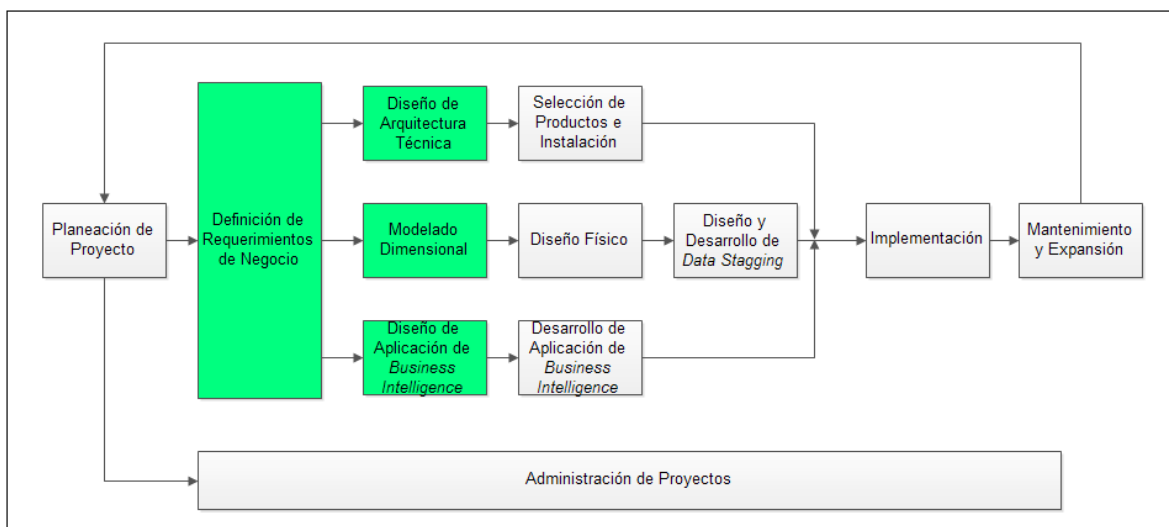 Planeación de
Proyecto
Definición de
Requerimientos
de Negocio
Diseño de
Arquitectura
Técnica
Selección de
Productos e
Instalación
Modelado
Dimensional
Diseño Físico
Diseño y
Desarrollo de
Data Stagging
Diseño de
Aplicación de
Business
Intelligence
Desarrollo de
Aplicación de
Business
Intelligence
Implementación
Mantenimiento
y Expansión
Administración de Proyectos